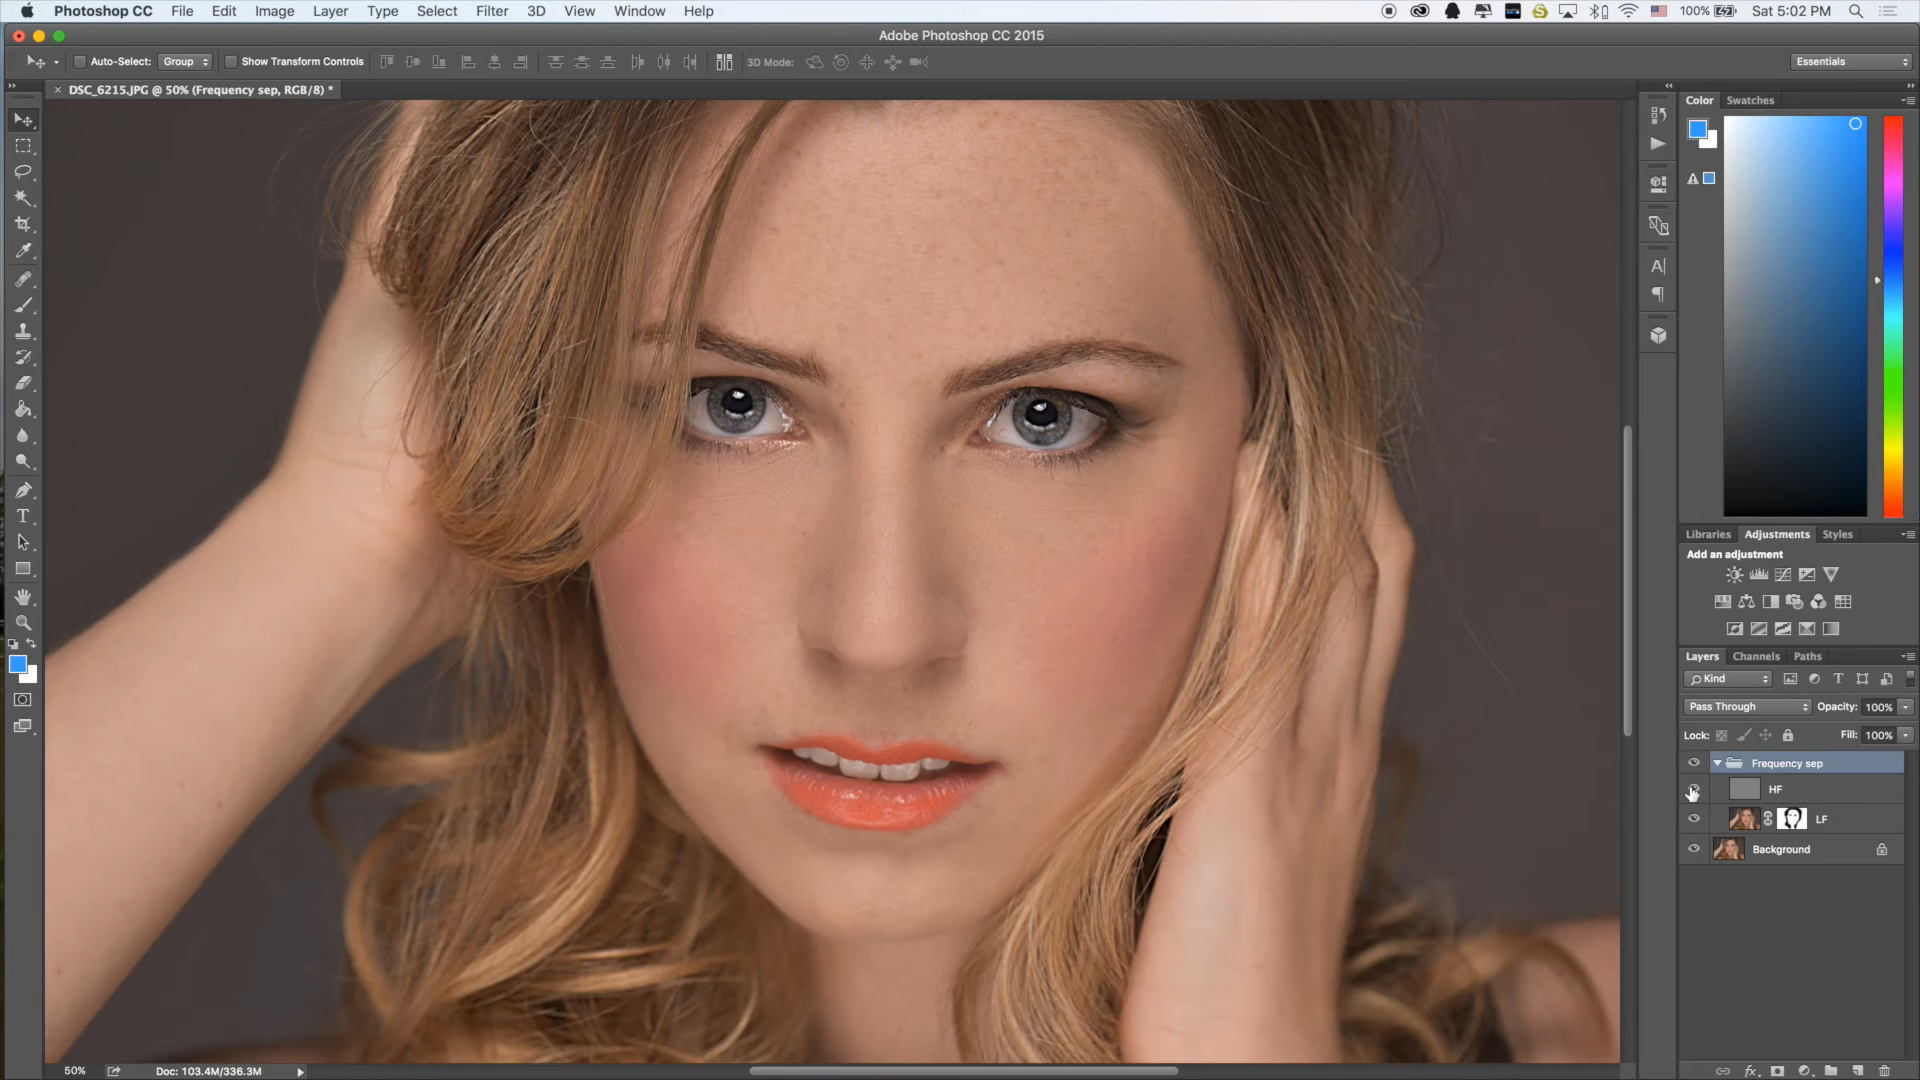 Photoshop CC File Edit Image Layer Type Select Filter 3D View Window Help 100% Sat 5:02 PM
Adobe Photoshop CC 2015
Auto-Select: Group Show Transform Controls 3D Mode: Essentials
× DSC_6215.JPG @ 50% (Frequency sep, RGB/8) *
Color Swatches
Libraries Adjustments Styles
Add an adjustment
Layers Channels Paths
Kind
Pass Through Opacity: 100%
Lock: Fill: 100%
Frequency sep
HF
LF
Background
50% Doc: 103.4M/336.3M